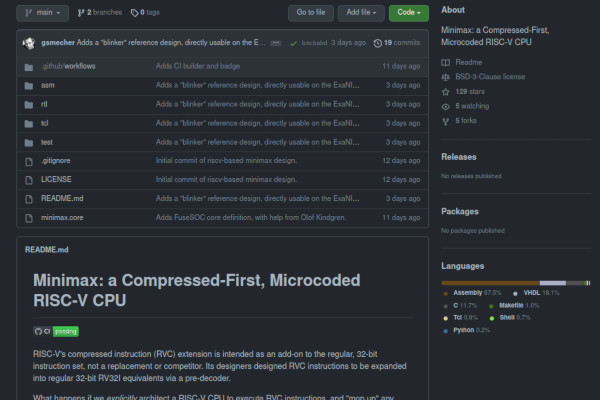 main
2 branches
0 tags
Go to file
Add file
Code
About
gsmecher Adds a "blinker" reference design, directly usable on the E...
3 days ago
19 commits
.github/workflows Adds CI builder and badge 11 days ago
asm Adds a "blinker" reference design, directly usable on the ExaNI... 3 days ago
rtl Adds a "blinker" reference design, directly usable on the ExaNI... 3 days ago
tcl Adds a "blinker" reference design, directly usable on the ExaNI... 3 days ago
test Adds a "blinker" reference design, directly usable on the ExaNI... 3 days ago
.gitignore Initial commit of riscv-based minimax design. 12 days ago
LICENSE Initial commit of riscv-based minimax design. 12 days ago
README.md Adds a "blinker" reference design, directly usable on the ExaNI... 3 days ago
minimax.core Adds FuseSOC core definition, with help from Olof Kindgren. 11 days ago
README.md
Minimax: a Compressed-First, Microcoded
RISC-V CPU
CI passing
RISC-V's compressed instruction (RVC) extension is intended as an add-on to the regular, 32-bit
instruction set, not a replacement or competitor. Its designers designed RVC instructions to be expanded
into regular 32-bit RV32I equivalents via a pre-decoder.
What happens if we explicitly architect a RISC-V CPU to execute RVC instructions, and "mop up" any
Minimax: a Compressed-First,
Microcoded RISC-V CPU
Readme
BSD-3-Clause license
129 stars
5 watching
5 forks
Releases
No releases published
Packages
No packages published
Languages
Assembly 67.5%
VHDL 18.1%
C 11.7%
Makefile 1.0%
Tcl 0.8%
Shell 0.7%
Python 0.2%